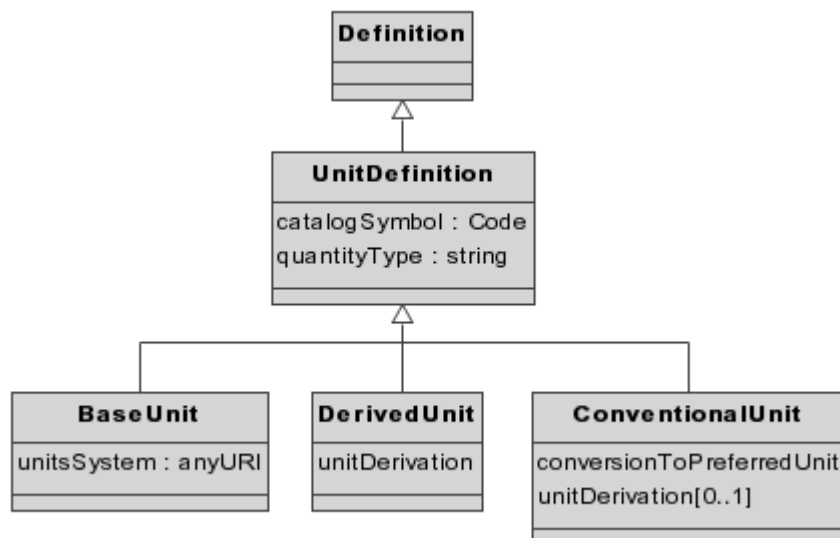 Definition
UnitDefinition
catalogSymbol : Code
quantityType : string
BaseUnit
unitsSystem : anyURI
DerivedUnit
unitDerivation
ConventionalUnit
conversionToPreferredUnit
unitDerivation[0..1]